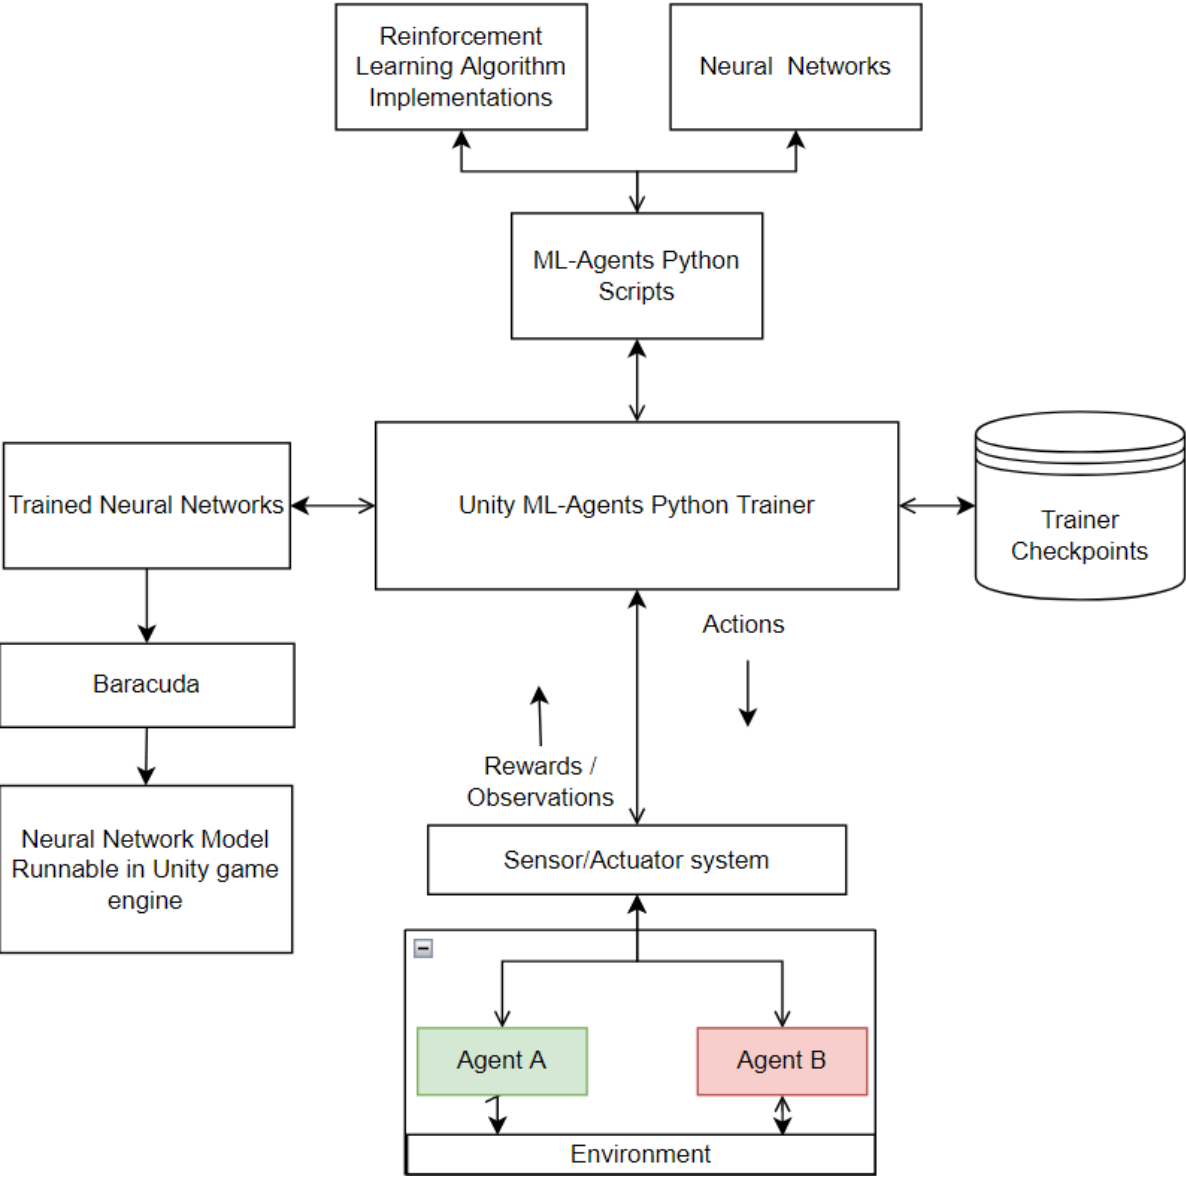 Reinforcement
Learning Algorithm
Implementations
Neural Networks
ML-Agents Python
Scripts
Trained Neural Networks
Unity ML-Agents Python Trainer
Trainer
Checkpoints
Actions
Baracuda
Rewards /
Observations
Neural Network Model
Runnable in Unity game
engine
Sensor/Actuator system
Agent A
Agent B
Environment